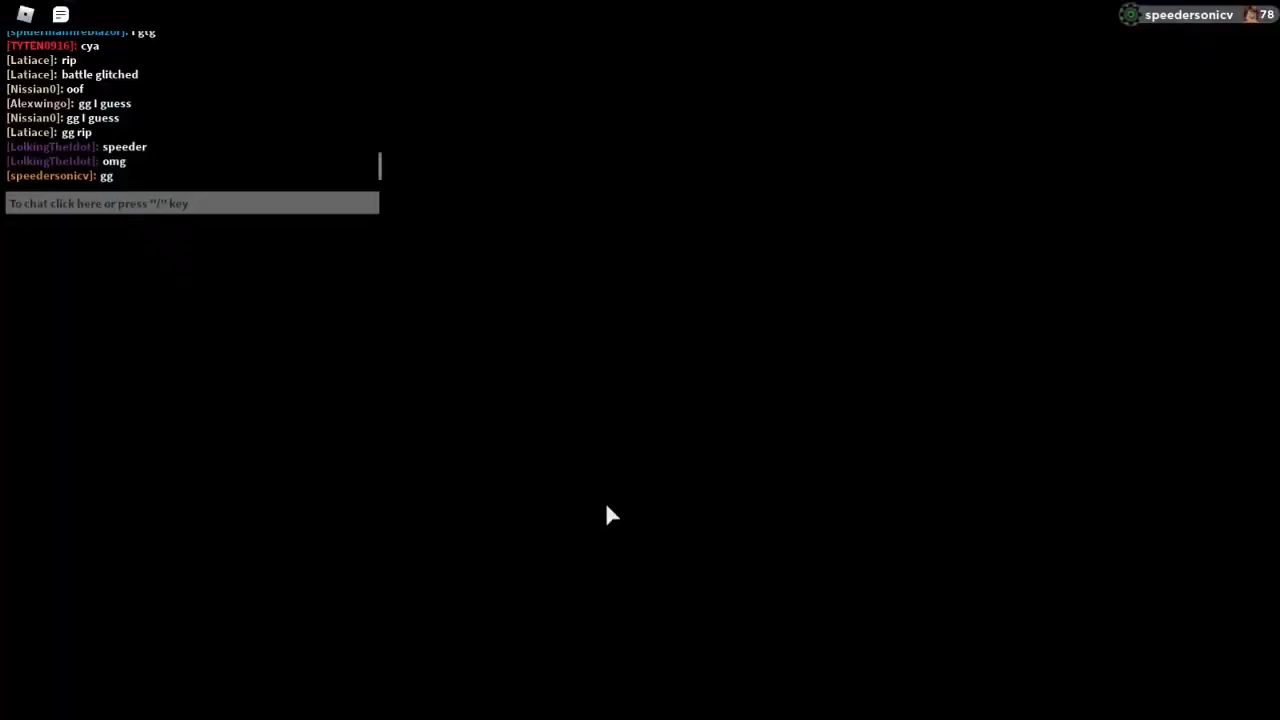 speedersonicv 78
I gtg
[TYTEN0916]: cya
[Latiace]: rip
[Latiace]: battle glitched
[Nissian0]: oof
[Alexwingo]: gg I guess
[Nissian0]: gg I guess
[Latiace]: gg rip
[LolkingTheIdot]: speeder
[LolkingTheIdot]: omg
[speedersonicv]: gg
To chat click here or press "/" key